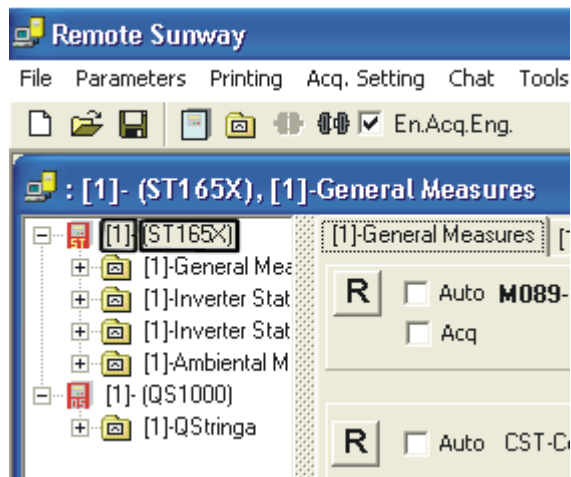 Remote Sunway
File Parameters Printing Acq. Setting Chat Tools
En.Acq.Eng.
: [1]- (ST165X), [1]-General Measures
[1]-(ST165X)
[1]-General Mea
[1]-Inverter Stat
[1]-Inverter Stat
[1]-Ambiental M
[1]- (QS1000)
[1]-QStringa
[1]-General Measures [
R Auto M089-
Acq
R Auto CST-C